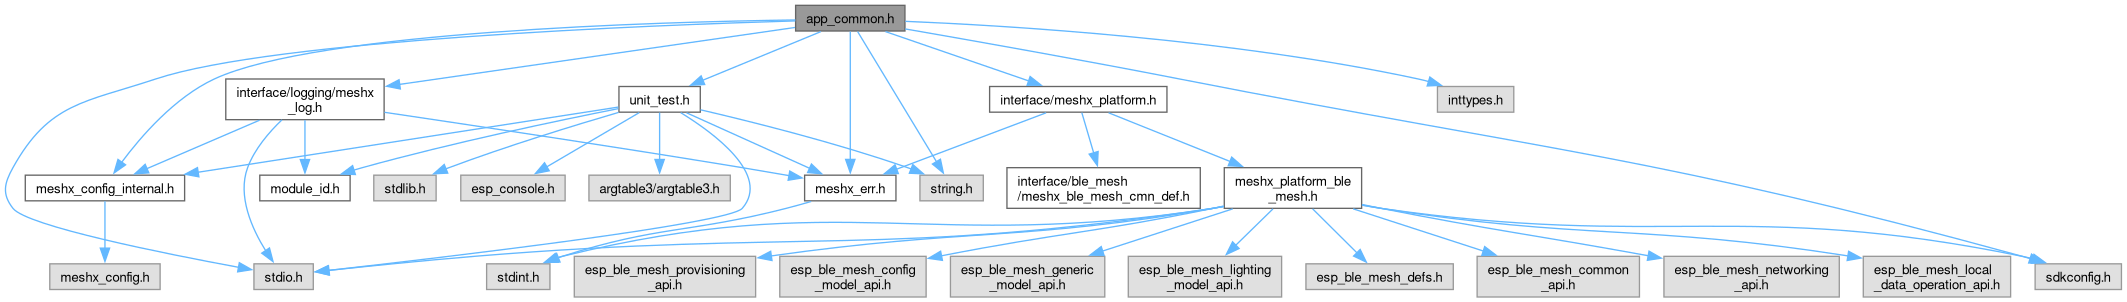 app_common.h
interface/logging/meshx
_log.h
unit_test.h
interface/meshx_platform.h
inttypes.h
meshx_config_internal.h
module_id.h
stdlib.h
esp_console.h
argtable3/argtable3.h
meshx_err.h
string.h
interface/ble_mesh
/meshx_ble_mesh_cmn_def.h
meshx_platform_ble
_mesh.h
meshx_config.h
stdio.h
stdint.h
esp_ble_mesh_provisioning
_api.h
esp_ble_mesh_config
_model_api.h
esp_ble_mesh_generic
_model_api.h
esp_ble_mesh_lighting
_model_api.h
esp_ble_mesh_defs.h
esp_ble_mesh_common
_api.h
esp_ble_mesh_networking
_api.h
esp_ble_mesh_local
_data_operation_api.h
sdkconfig.h